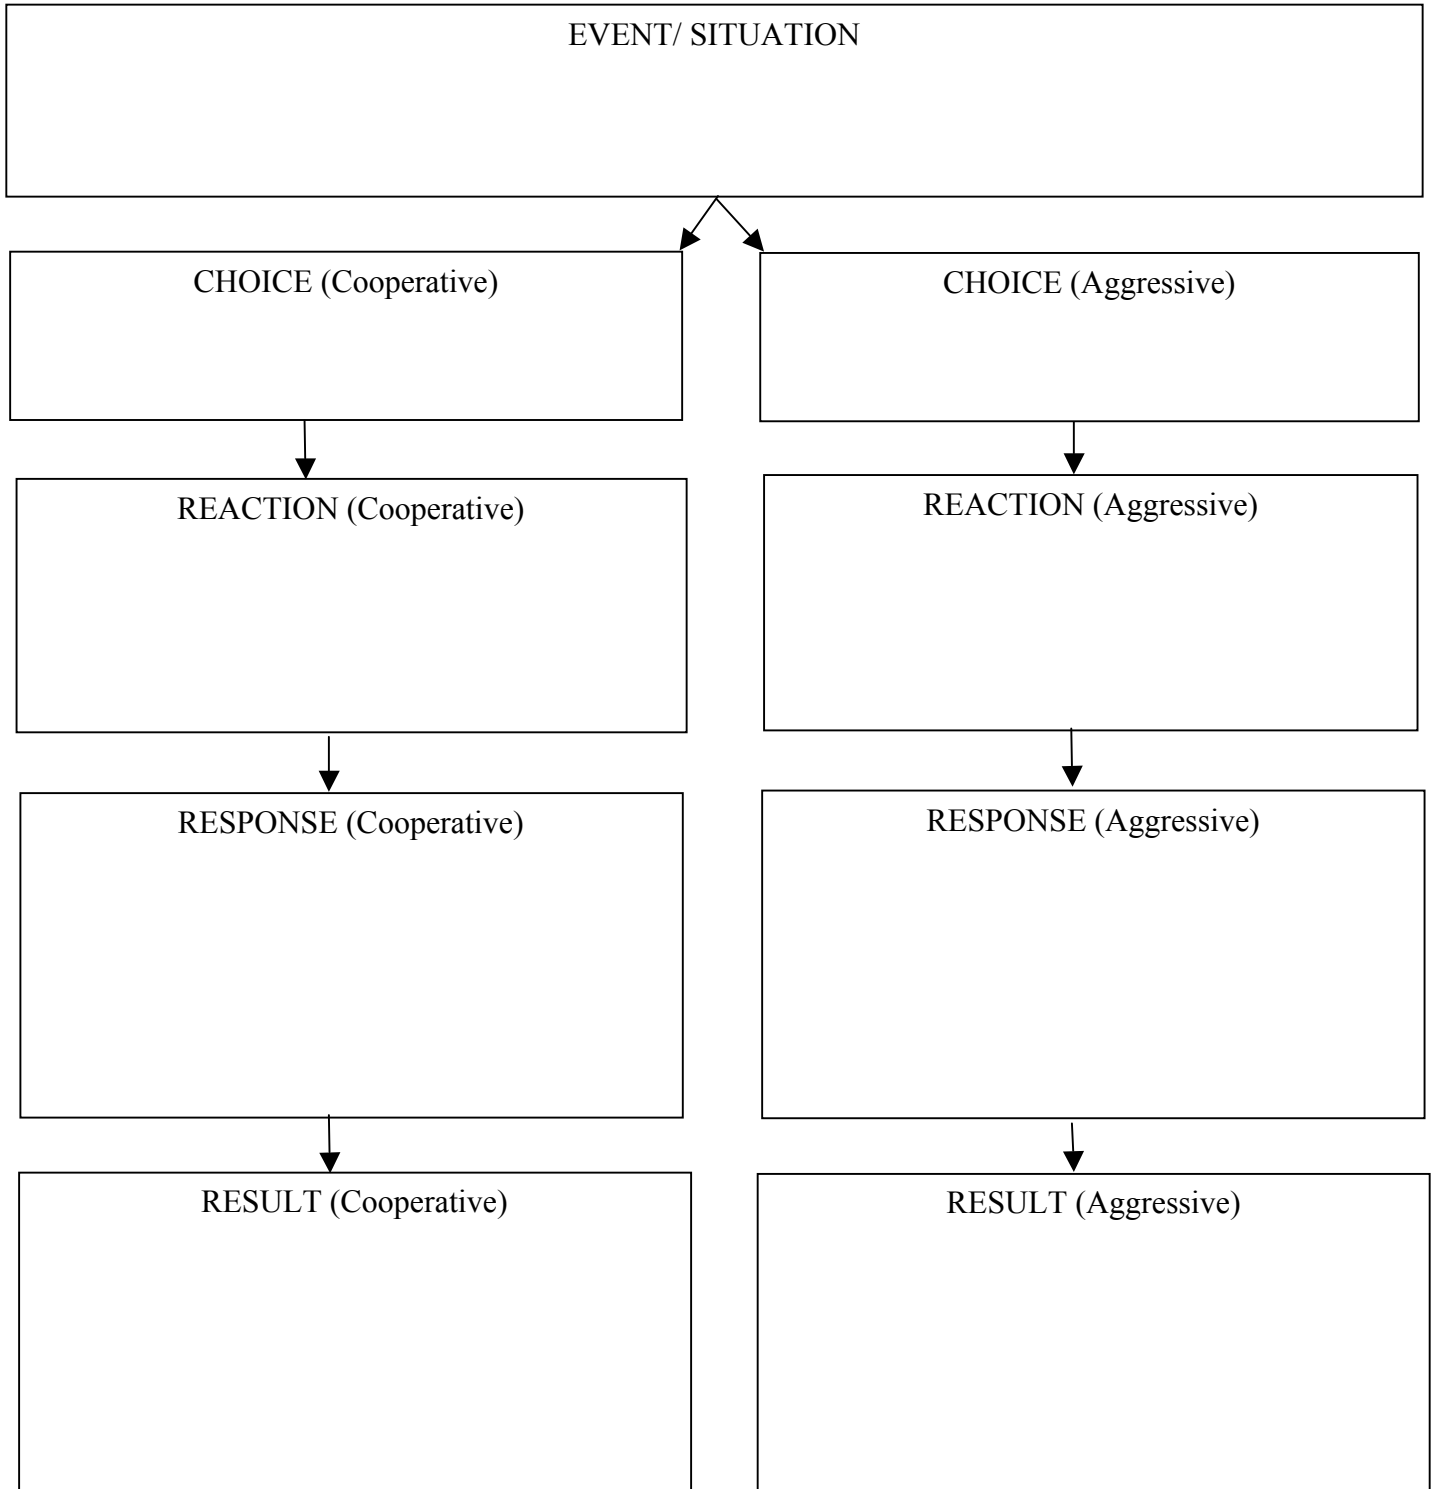 EVENT/ SITUATION
CHOICE (Cooperative)
CHOICE (Aggressive)
REACTION (Cooperative)
REACTION (Aggressive)
RESPONSE (Cooperative)
RESPONSE (Aggressive)
RESULT (Cooperative)
RESULT (Aggressive)